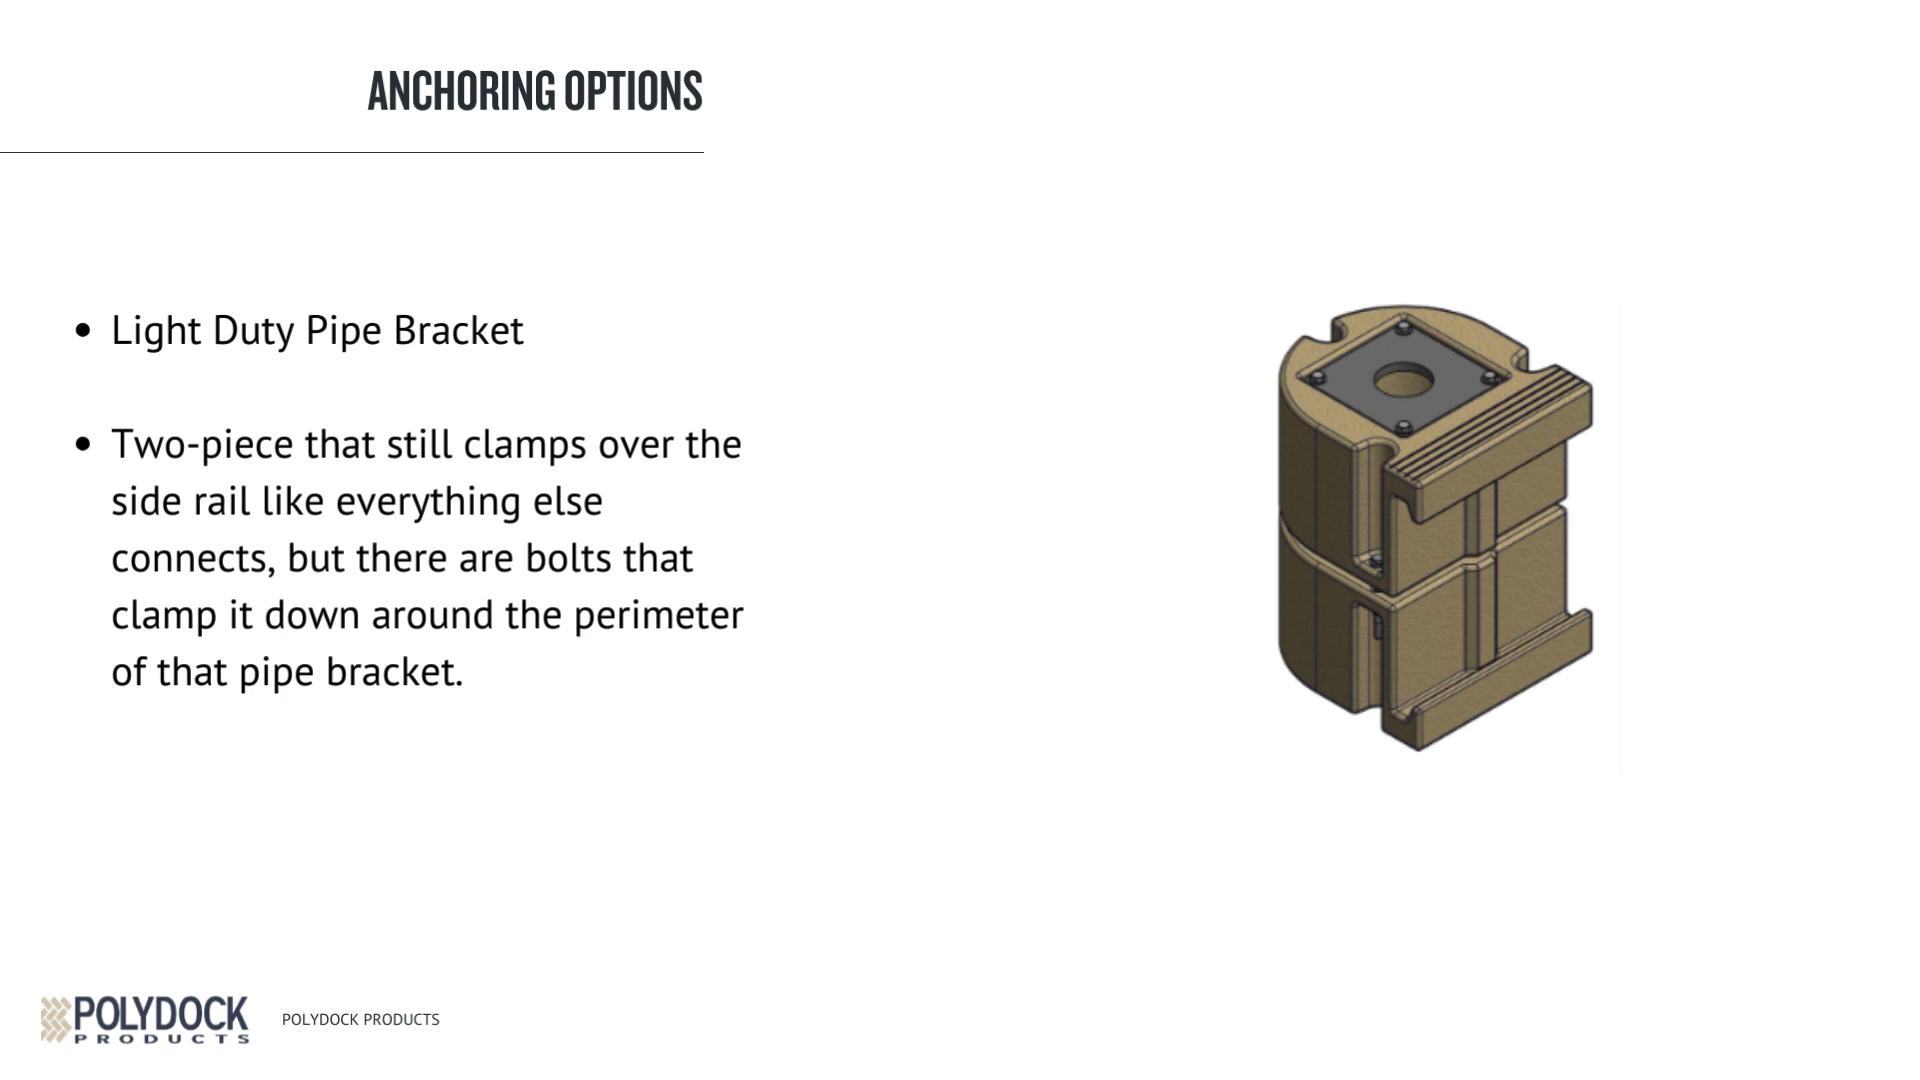 ANCHORING OPTIONS
• Light Duty Pipe Bracket
• Two-piece that still clamps over the
side rail like everything else
connects, but there are bolts that
clamp it down around the perimeter
of that pipe bracket.
POLYDOCK
PRODUCTS
POLYDOCK PRODUCTS